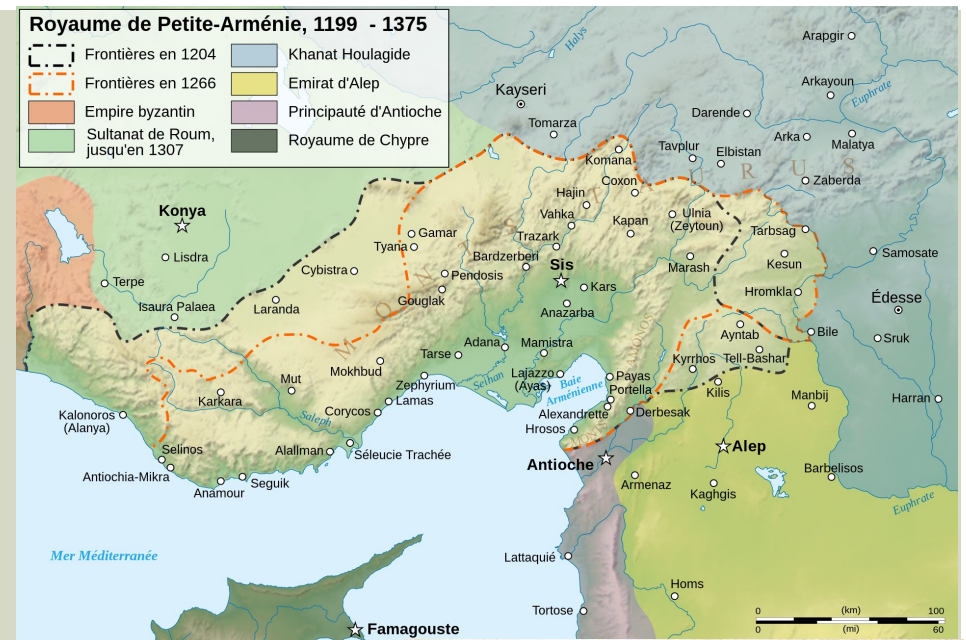 Royaume de Petite-Arménie, 1199 - 1375
Frontières en 1204
Frontières en 1266
Empire byzantin
Sultanat de Roum,
jusqu'en 1307
Khanat Houlagide
Emirat d'Alep
Principauté d'Antioche
Royaume de Chypre
Halys
Arapgir
Arkayoun
Euphrate
Kayseri
Darende
Tomarza
Arka
Malatya
Tavplur
Elbistan
Komana
Zaberda
Coxon
Hajin
Konya
Vahka
Kapan
Ulnia
(Zeytoun)
Gamar
Trazark
Tarbsag
Tyana
Bardzerberi
Samosate
Lisdra
Sis
Marash
Kesun
Cybistra
Pendosis
Terpe
Kars
Hromkla
Édesse
Gouglak
Isaura Palaea
Laranda
Anazarba
MON
T
URUS
Ayntab
Bile
Sruk
Adana
Mamistra
Tarse
Kyrrhos
Tell-Bashar
Mokhbud
Lajazzo
(Ayas)
Baie
Arménienne
Payas
Portella
Mut
Zephyrium
Seihan
Kilis
Karkara
Lamas
Manbij
Harran
Kalonoros
(Alanya)
Corycos
Saleph
Alexandrette
Derbesak
Hrosos
Selinos
Alallman
Séleucie Trachée
Alep
Antioche
Antiochia-Mikra
Seguik
Anamour
Armenaz
Kaghgis
Barbelisos
Euphrate
Mer Méditerranée
Lattaquié
Homs
Tortose
Famagouste
0 (km) 100
0 (mi) 60